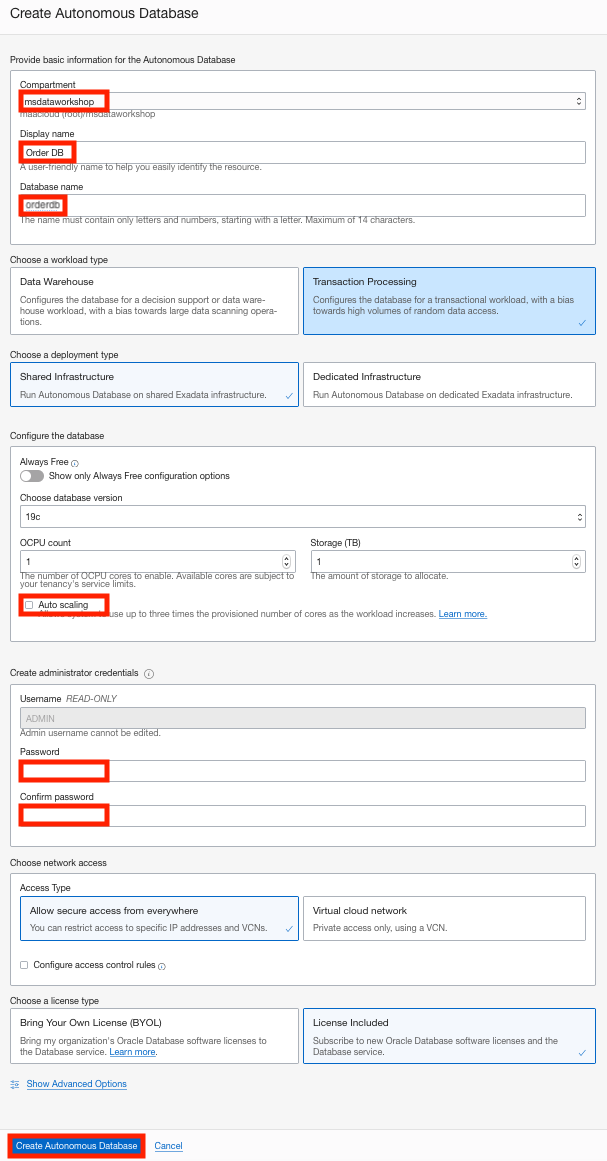 Create Autonomous Database
Provide basic information for the Autonomous Database
Compartment
msdataworkshop
maacloud (root)/msdataworkshop
Display name
Order DB
A user-friendly name to help you easily identify the resource.
Database name
orderdb
The name must contain only letters and numbers, starting with a letter. Maximum of 14 characters.
Choose a workload type
Data Warehouse
Configures the database for a decision support or data ware-
house workload, with a bias towards large data scanning opera-
tions.
Transaction Processing
Configures the database for a transactional workload, with a bias
towards high volumes of random data access.
Choose a deployment type
Shared Infrastructure
Run Autonomous Database on shared Exadata infrastructure.
Dedicated Infrastructure
Run Autonomous Database on dedicated Exadata infrastructure.
Configure the database
Always Free
Show only Always Free configuration options
Choose database version
19c
OCPU count
1
The number of OCPU cores to enable. Available cores are subject to
your tenancy's service limits.
Storage (TB)
1
The amount of storage to allocate.
Auto scaling
Allows system to use up to three times the provisioned number of cores as the workload increases. Learn more.
Create administrator credentials
Username READ-ONLY
ADMIN
Admin username cannot be edited.
Password
Confirm password
Choose network access
Access Type
Allow secure access from everywhere
You can restrict access to specific IP addresses and VCNs.
Virtual cloud network
Private access only, using a VCN.
Configure access control rules
Choose a license type
Bring Your Own License (BYOL)
Bring my organization's Oracle Database software licenses to
the Database service. Learn more.
License Included
Subscribe to new Oracle Database software licenses and the
Database service.
Show Advanced Options
Create Autonomous Database
Cancel